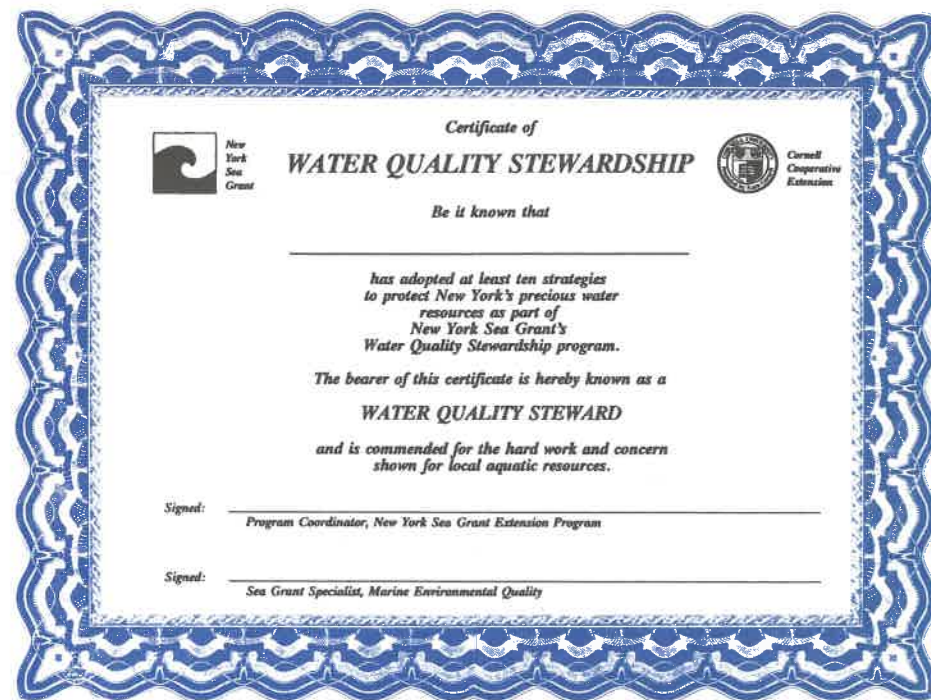 Certificate of
New
York
Sea
Grant
WATER QUALITY STEWARDSHIP
Cornell
Cooperative
Extension
Be it known that
has adopted at least ten strategies
to protect New York's precious water
resources as part of
New York Sea Grant's
Water Quality Stewardship program.
The bearer of this certificate is hereby known as a
WATER QUALITY STEWARD
and is commended for the hard work and concern
shown for local aquatic resources.
Signed:
Program Coordinator, New York Sea Grant Extension Program
Signed:
Sea Grant Specialist, Marine Environmental Quality